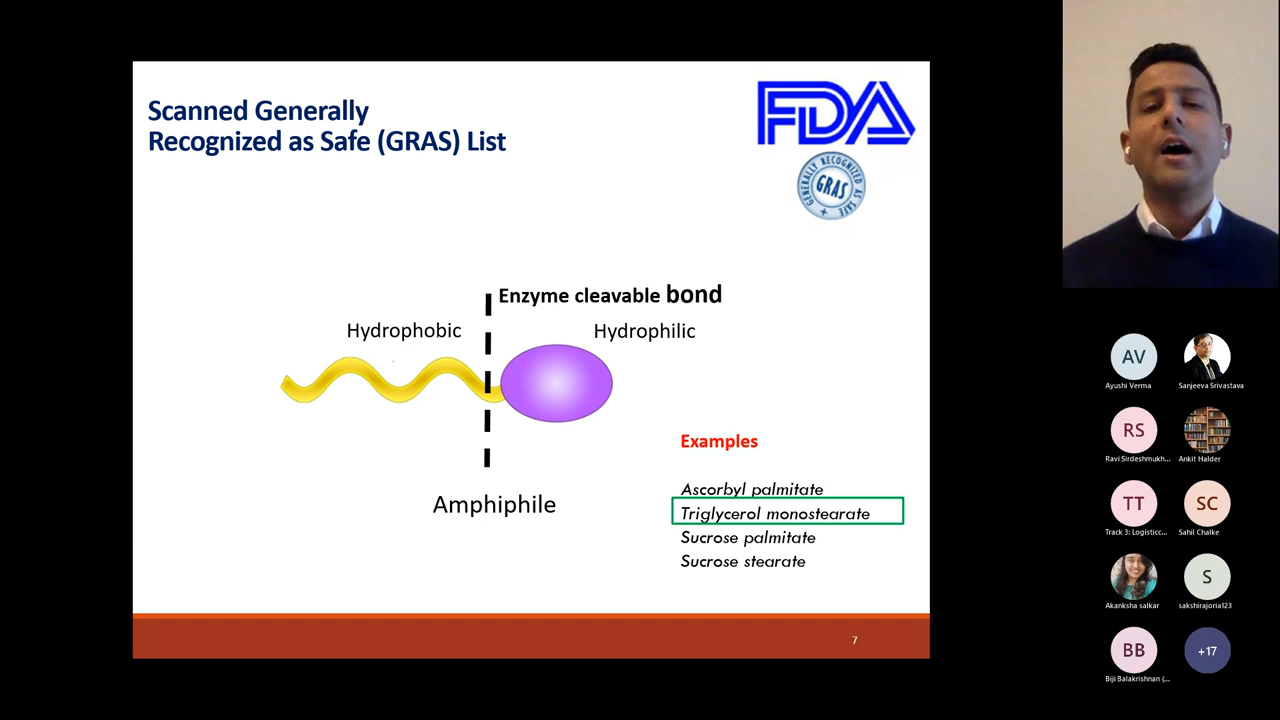 Scanned Generally
Recognized as Safe (GRAS) List
FDA
GENERALLY RECOGNIZED AS SAFE
GRAS
+
Enzyme cleavable bond
Hydrophobic
Hydrophilic
Amphiphile
Examples
Ascorbyl palmitate
Triglycerol monostearate
Sucrose palmitate
Sucrose stearate
7
AV
Ayushi Verma
Sanjeeva Srivastava
RS
Ravi Sirdeshmukh...
Ankit Halder
TT
Track 3: Logisticc...
SC
Sahil Chalke
Akanksha salkar
S
sakshirajoria123
BB
Biji Balakrishnan (...
+17